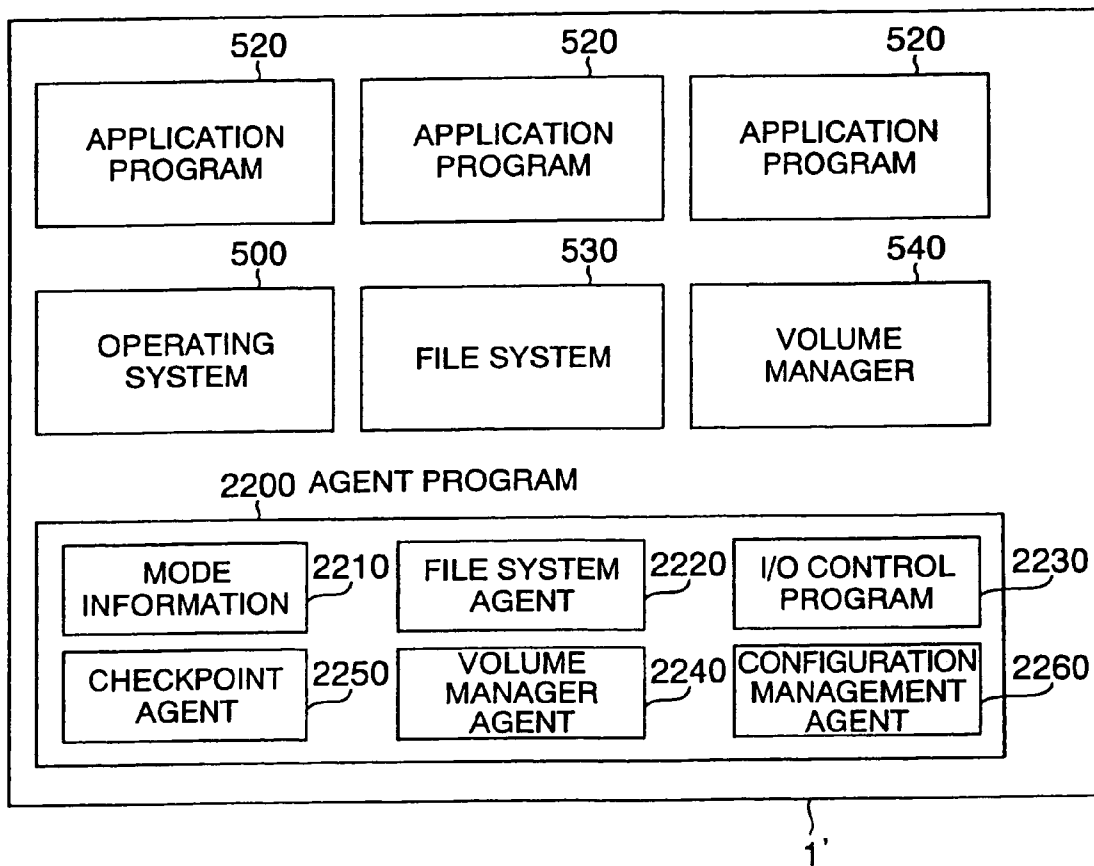 520 520 520
APPLICATION PROGRAM
APPLICATION PROGRAM
APPLICATION PROGRAM
500 530 540
OPERATING SYSTEM
FILE SYSTEM
VOLUME MANAGER
2200 AGENT PROGRAM
MODE INFORMATION
2210
FILE SYSTEM AGENT
2220
I/O CONTROL PROGRAM
2230
CHECKPOINT AGENT
2250
VOLUME MANAGER AGENT
2240
CONFIGURATION MANAGEMENT AGENT
2260
1'